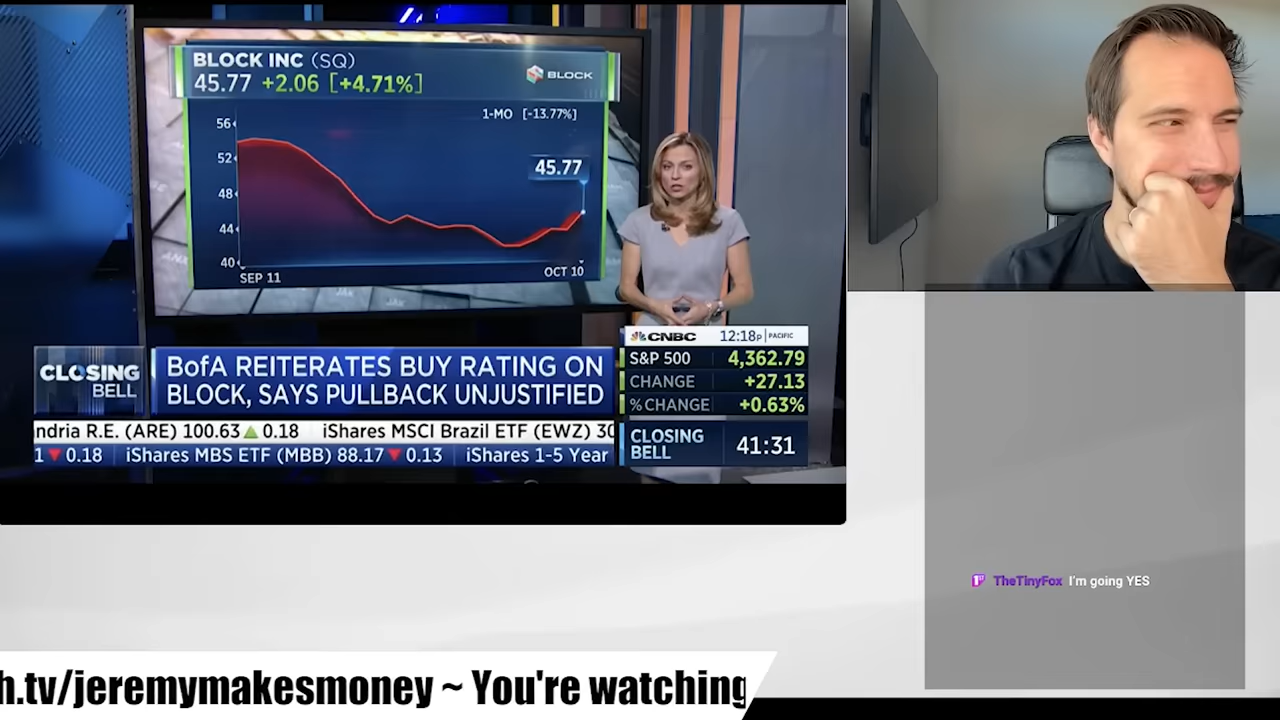 BLOCK INC (SQ)
45.77 +2.06 [+4.71%]
BLOCK
1-MO [-13.77%]
56
52
48
44
40
45.77
SEP 11
OCT 10
CLOSING
BELL
BofA REITERATES BUY RATING ON
BLOCK, SAYS PULLBACK UNJUSTIFIED
CNBC 12:18P PACIFIC
S&P 500 4,362.79
CHANGE +27.13
% CHANGE +0.63%
CLOSING
BELL
41:31
ndria R.E. (ARE) 100.63 ▲ 0.18 iShares MSCI Brazil ETF (EWZ) 30
1 ▼ 0.18 iShares MBS ETF (MBB) 88.17 ▼ 0.13 iShares 1-5 Year
TheTinyFox I'm going YES
h.tv/jeremymakesmoney ~ You're watching